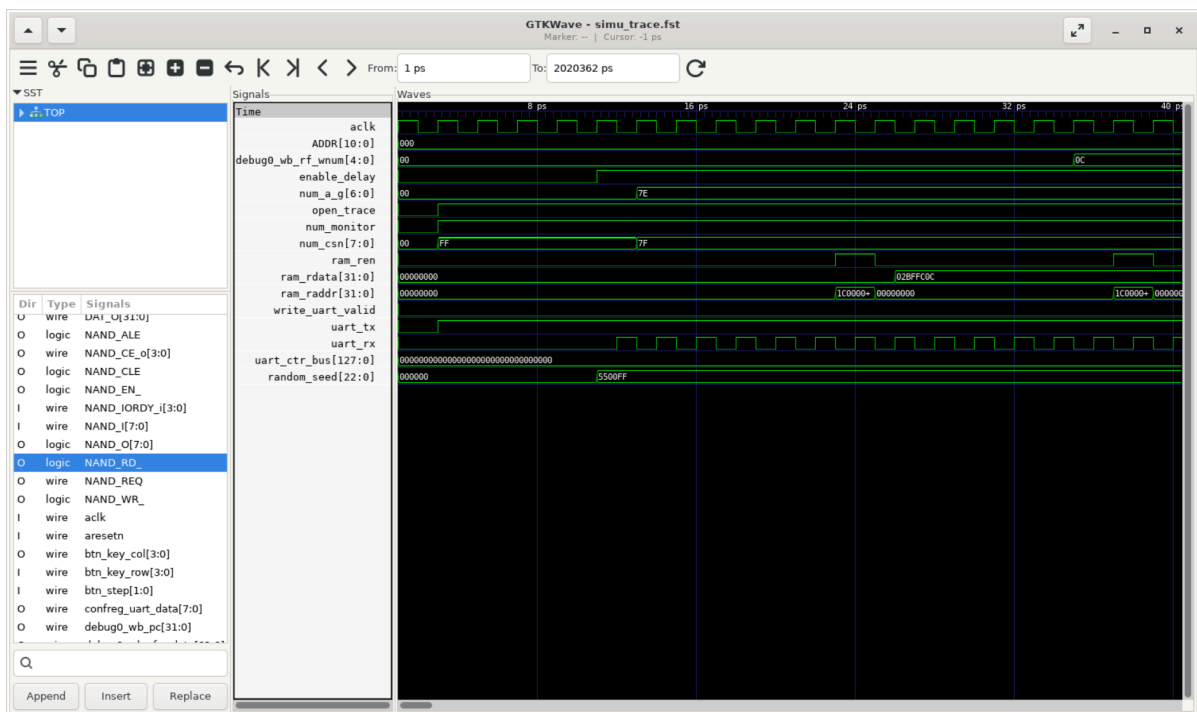 GTKWave - simu_trace.fst
Marker: -- | Cursor: -1 ps
From: 1 ps To: 2020362 ps
SST
TOP
Dir Type Signals
O wire DAT_O[31:0]
O logic NAND_ALE
O wire NAND_CE_o[3:0]
O logic NAND_CLE
O logic NAND_EN_
I wire NAND_IORDY_i[3:0]
I wire NAND_I[7:0]
O logic NAND_O[7:0]
O logic NAND_RD_
O wire NAND_REQ
O logic NAND_WR_
I wire aclk
I wire aresetn
O wire btn_key_col[3:0]
I wire btn_key_row[3:0]
I wire btn_step[1:0]
O wire confreg_uart_data[7:0]
O wire debug0_wb_pc[31:0]
Append Insert Replace
Signals
Time
aclk
ADDR[10:0]
debug0_wb_rf_wnum[4:0]
enable_delay
num_a_g[6:0]
open_trace
num_monitor
num_csn[7:0]
ram_ren
ram_rdata[31:0]
ram_raddr[31:0]
write_uart_valid
uart_tx
uart_rx
uart_ctr_bus[127:0]
random_seed[22:0]
Waves
8 ps 16 ps 24 ps 32 ps 40 ps
000
00 0C
00 7E
00 FF 7F
00000000 02BFFC0C
00000000 1C0000+ 00000000 1C0000+ 000000
00000000000000000000000000000000
000000 5500FF